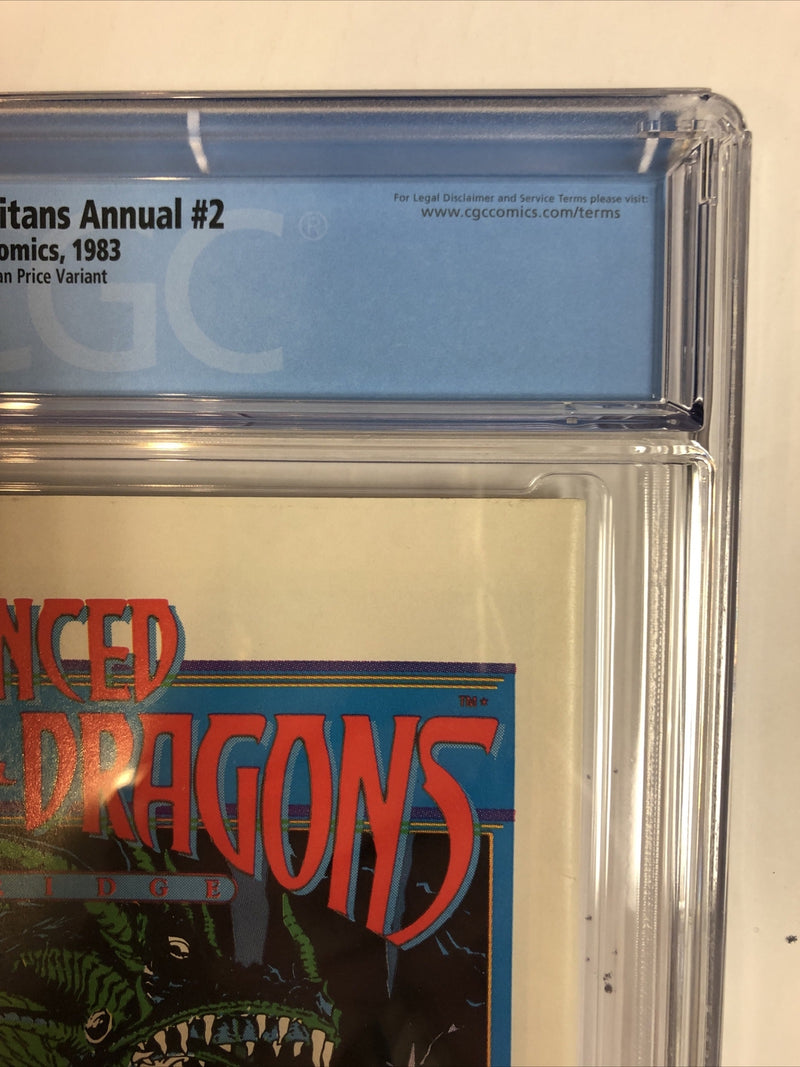 itans Annual #2
omics, 1983
an Price Variant
CGC ®
For Legal Disclaimer and Service Terms please visit:
www.cgccomics.com/terms
NCED
& DRAGONS
TM *
RIDGE